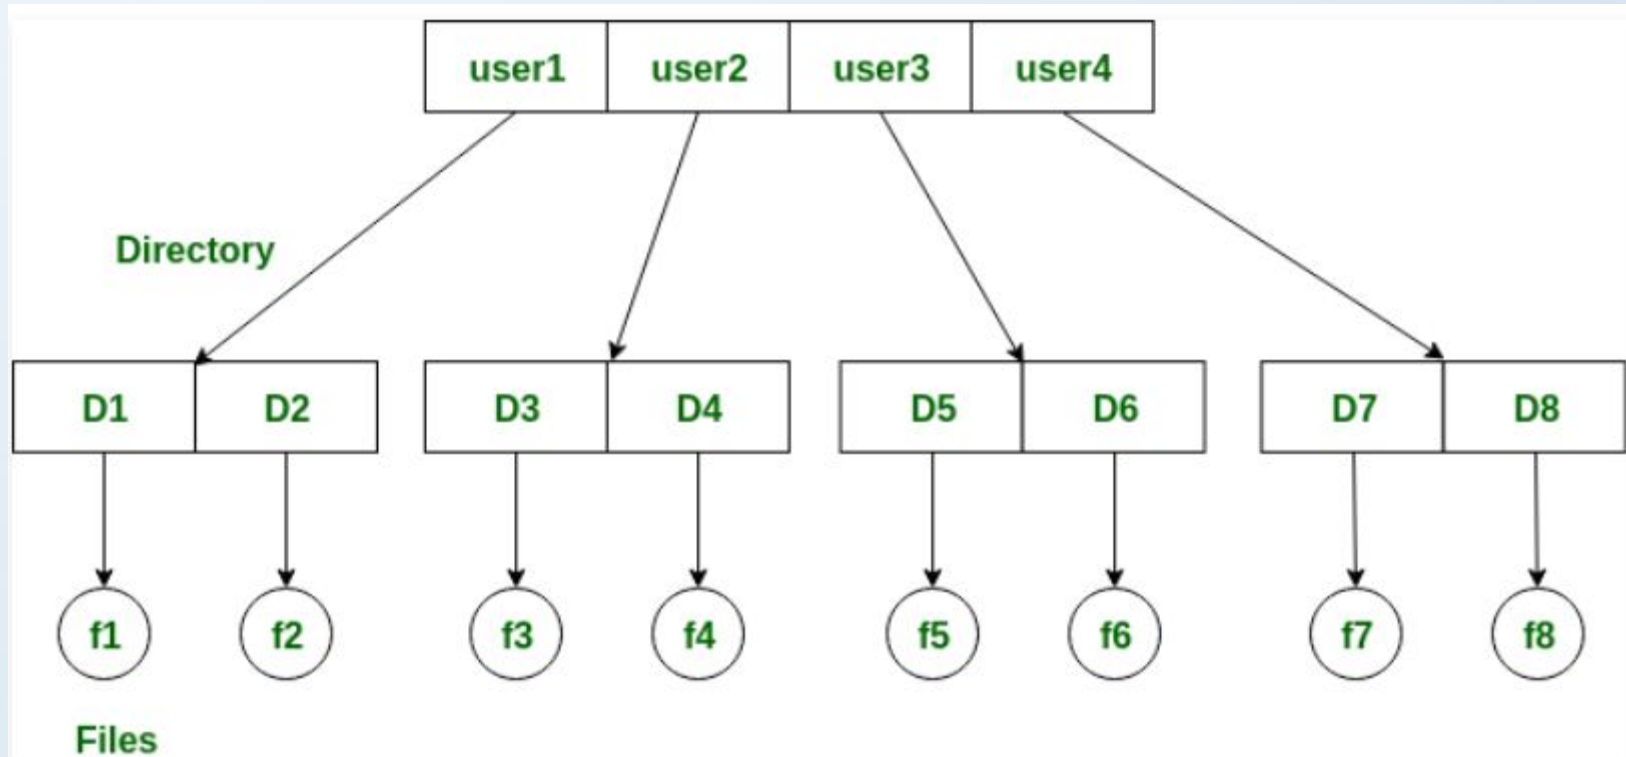 user1 user2 user3 user4
Directory
D1 D2 D3 D4 D5 D6 D7 D8
f1 f2 f3 f4 f5 f6 f7 f8
Files